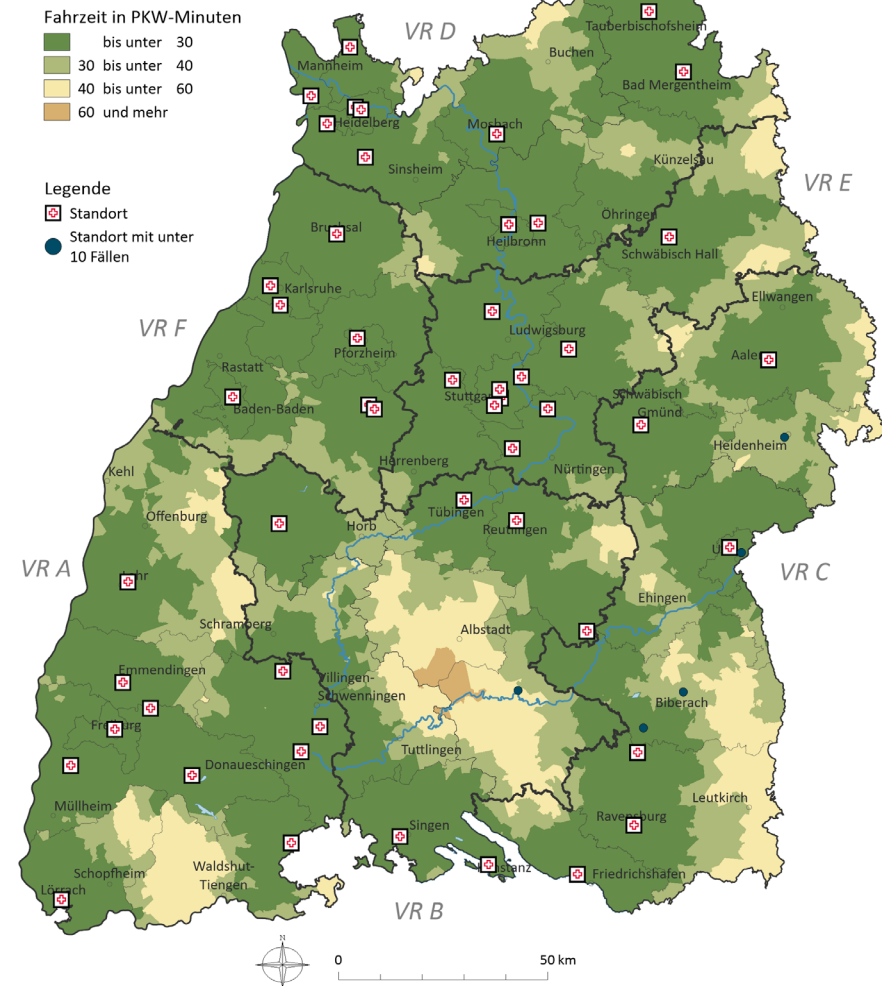 Fahrzeit in PKW-Minuten
bis unter 30
30 bis unter 40
40 bis unter 60
60 und mehr
Legende
Standort
Standort mit unter
10 Fällen
VR D
Tauberbischofsheim
Buchen
Mannheim
Bad Mergentheim
Heidelberg
Mosbach
Künzelsau
Sinsheim
VR E
Öhringen
Bruchsal
Heilbronn
Schwäbisch Hall
Karlsruhe
Ellwangen
VR F
Ludwigsburg
Pforzheim
Aalen
Rastatt
Stuttgart
Schwäbisch
Gmünd
Baden-Baden
Heidenheim
Herrenberg
Nürtingen
Kehl
Offenburg
Tübingen
Horb
Reutlingen
Ulm
VR A
Lahr
VR C
Ehingen
Schramberg
Albstadt
Emmendingen
Villingen-
Schwenningen
Biberach
Freiburg
Tuttlingen
Donaueschingen
Leutkirch
Müllheim
Ravensburg
Singen
Schopfheim
Waldshut-
Tiengen
Konstanz
Friedrichshafen
Lörrach
VR B
N
0
50 km